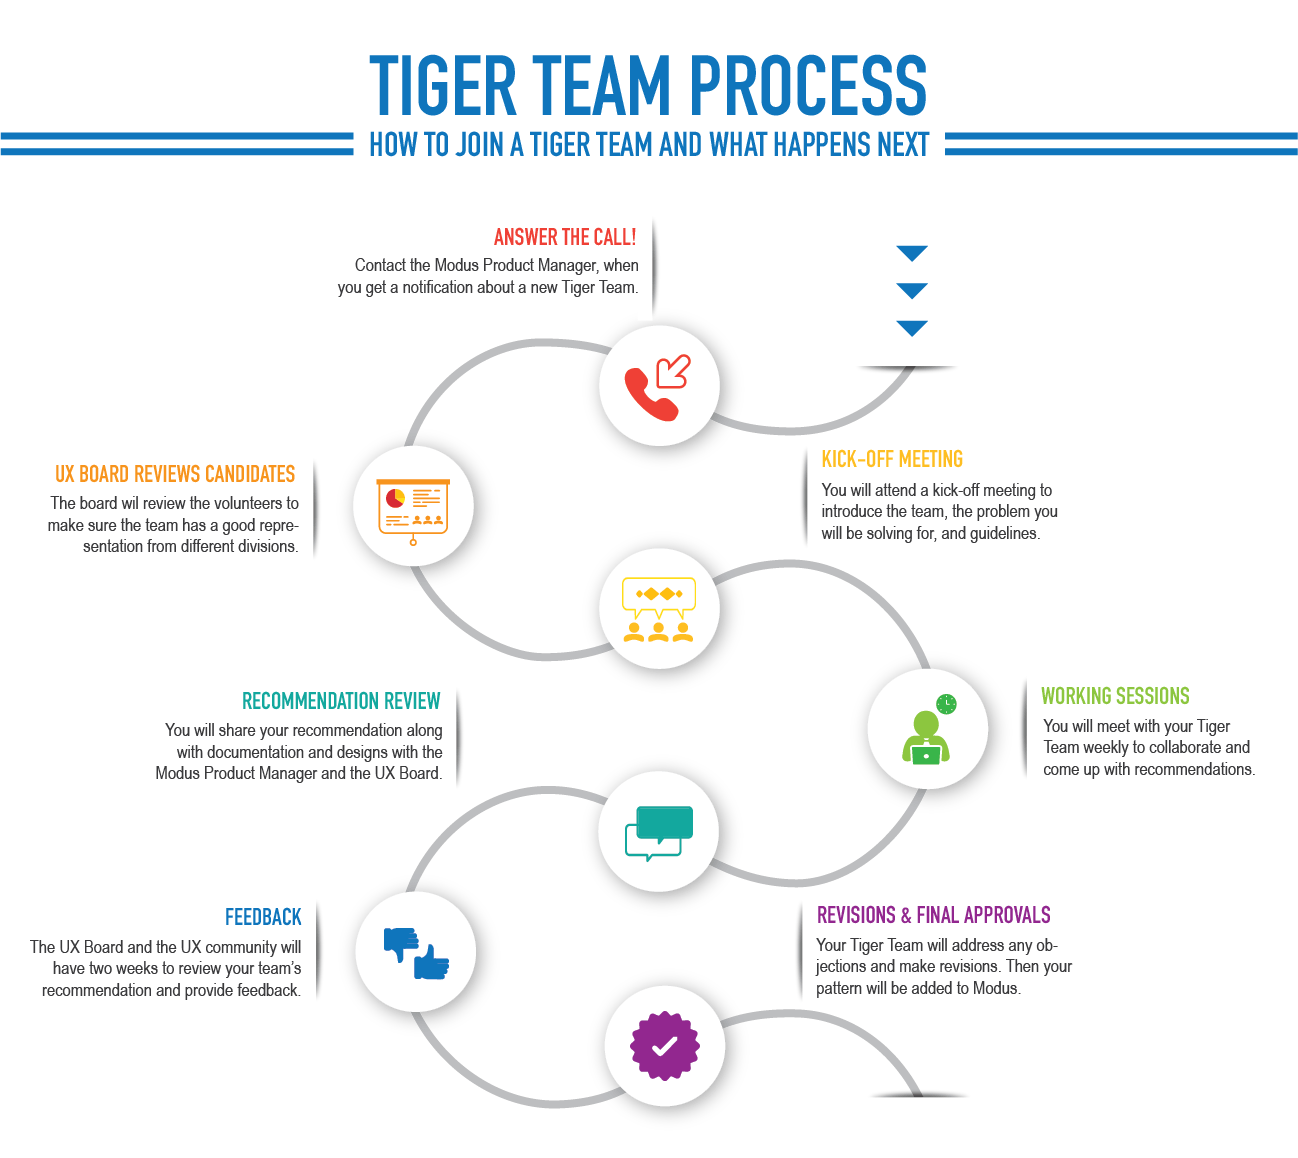 TIGER TEAM PROCESS
HOW TO JOIN A TIGER TEAM AND WHAT HAPPENS NEXT
ANSWER THE CALL!
Contact the Modus Product Manager, when
you get a notification about a new Tiger Team.
UX BOARD REVIEWS CANDIDATES
The board wil review the volunteers to
make sure the team has a good repre-
sentation from different divisions.
KICK-OFF MEETING
You will attend a kick-off meeting to
introduce the team, the problem you
will be solving for, and guidelines.
WORKING SESSIONS
You will meet with your Tiger
Team weekly to collaborate and
come up with recommendations.
RECOMMENDATION REVIEW
You will share your recommendation along
with documentation and designs with the
Modus Product Manager and the UX Board.
FEEDBACK
The UX Board and the UX community will
have two weeks to review your team's
recommendation and provide feedback.
REVISIONS & FINAL APPROVALS
Your Tiger Team will address any ob-
jections and make revisions. Then your
pattern will be added to Modus.